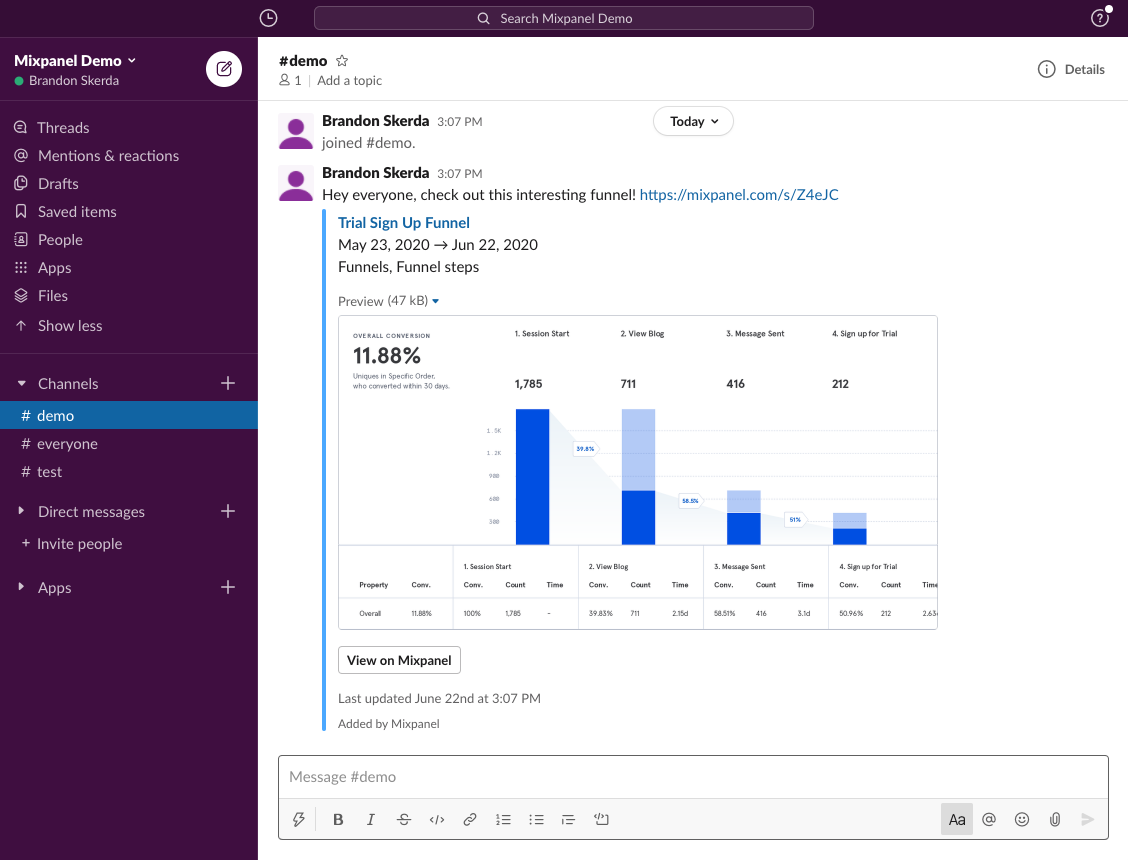 Search Mixpanel Demo
Mixpanel Demo
Brandon Skerda
Threads
Mentions & reactions
Drafts
Saved items
People
Apps
Files
Show less
Channels
# demo
# everyone
# test
Direct messages
+ Invite people
Apps
#demo
1 | Add a topic
Details
Today
Brandon Skerda 3:07 PM
joined #demo.
Brandon Skerda 3:07 PM
Hey everyone, check out this interesting funnel! https://mixpanel.com/s/Z4eJC
Trial Sign Up Funnel
May 23, 2020 → Jun 22, 2020
Funnels, Funnel steps
Preview (47 kB)
OVERALL CONVERSION
11.88%
Uniques in Specific Order,
who converted within 30 days.
1. Session Start 2. View Blog 3. Message Sent 4. Sign up for Trial
1,785 711 416 212
1.5K
1.2K
900
600
300
39.8%
58.5%
51%
1. Session Start 2. View Blog 3. Message Sent 4. Sign up for Trial
Property Conv. Conv. Count Time Conv. Count Time Conv. Count Time Conv. Count Time
Overall 11.88% 100% 1,785 – 39.83% 711 2.15d 58.51% 416 3.1d 50.96% 212 2.63
View on Mixpanel
Last updated June 22nd at 3:07 PM
Added by Mixpanel
Message #demo
B I S </> Aa @